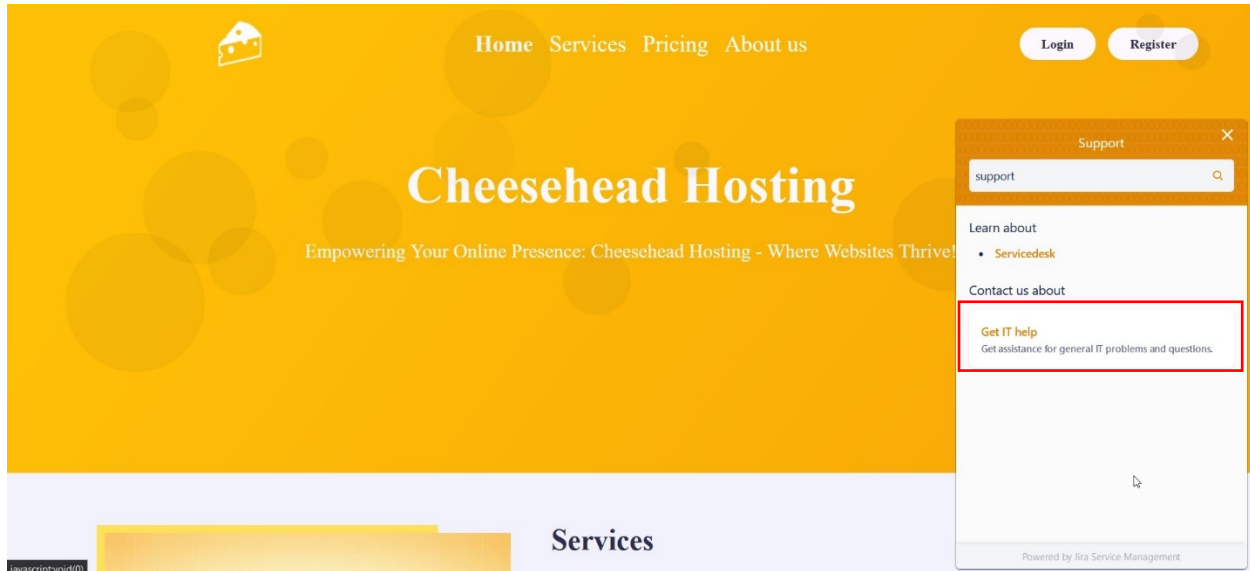 Home Services Pricing About us
Login Register
Cheesehead Hosting
Empowering Your Online Presence: Cheesehead Hosting - Where Websites Thrive!
Support
support
Learn about
Servicedesk
Contact us about
Get IT help
Get assistance for general IT problems and questions.
Services
Powered by Jira Service Management
javascript:void(0)